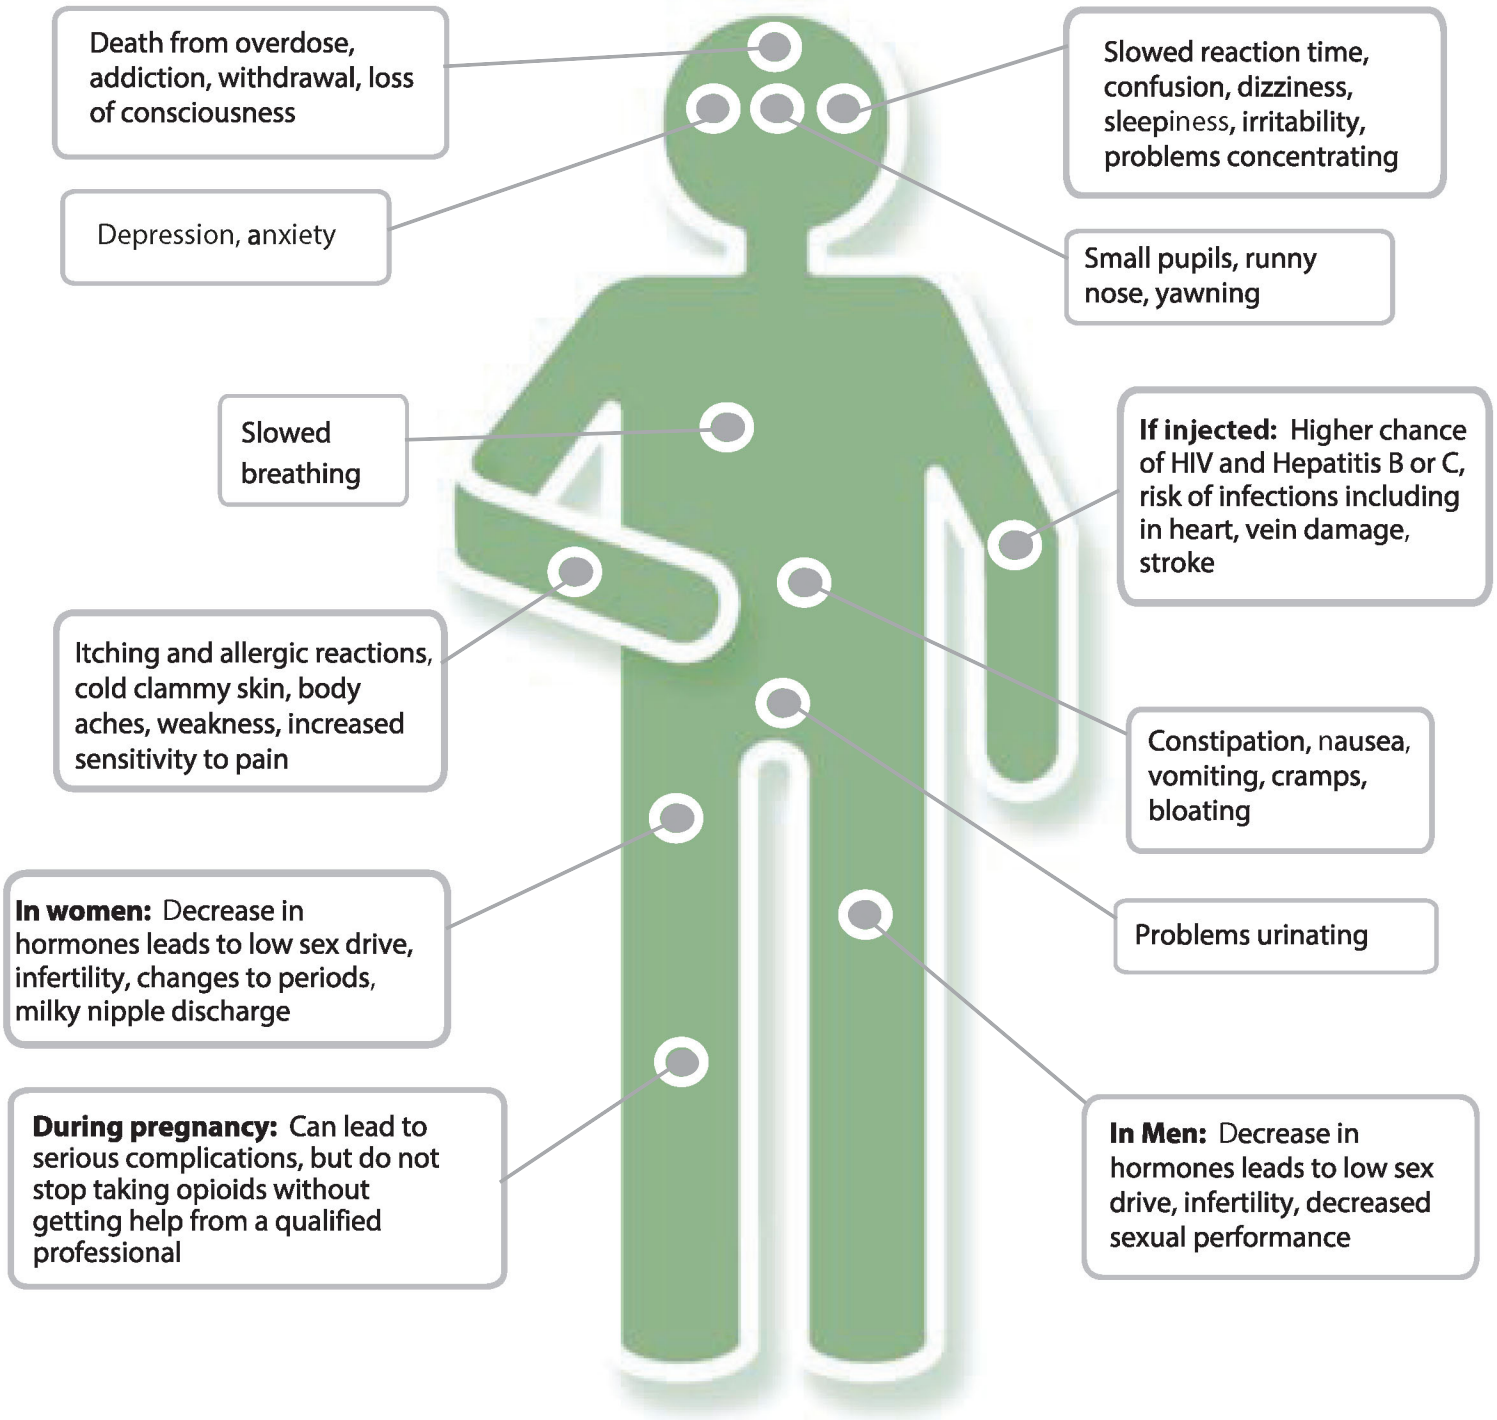 Death from overdose,
addiction, withdrawal, loss
of consciousness
Slowed reaction time,
confusion, dizziness,
sleepiness, irritability,
problems concentrating
Depression, anxiety
Small pupils, runny
nose, yawning
Slowed
breathing
If injected: Higher chance
of HIV and Hepatitis B or C,
risk of infections including
in heart, vein damage,
stroke
Itching and allergic reactions,
cold clammy skin, body
aches, weakness, increased
sensitivity to pain
Constipation, nausea,
vomiting, cramps,
bloating
In women: Decrease in
hormones leads to low sex drive,
infertility, changes to periods,
milky nipple discharge
Problems urinating
During pregnancy: Can lead to
serious complications, but do not
stop taking opioids without
getting help from a qualified
professional
In Men: Decrease in
hormones leads to low sex
drive, infertility, decreased
sexual performance